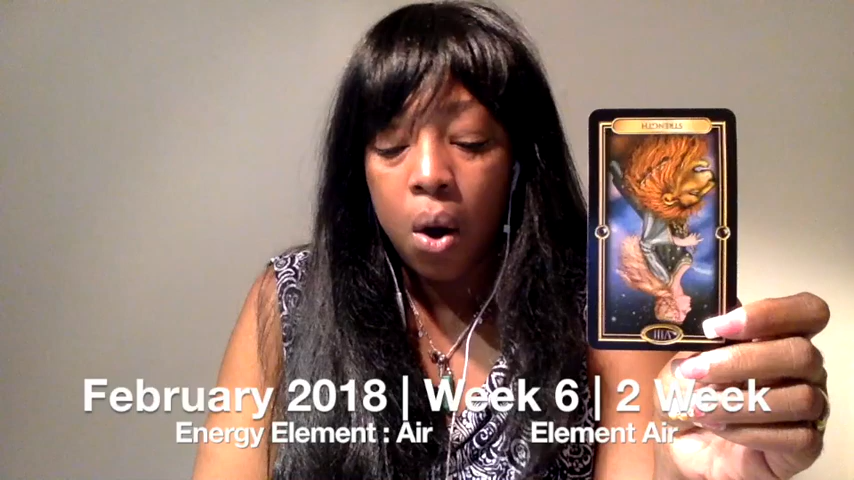 STRENGTH
VIII
February 2018 | Week 6 | 2 Week
Energy Element : Air Element Air